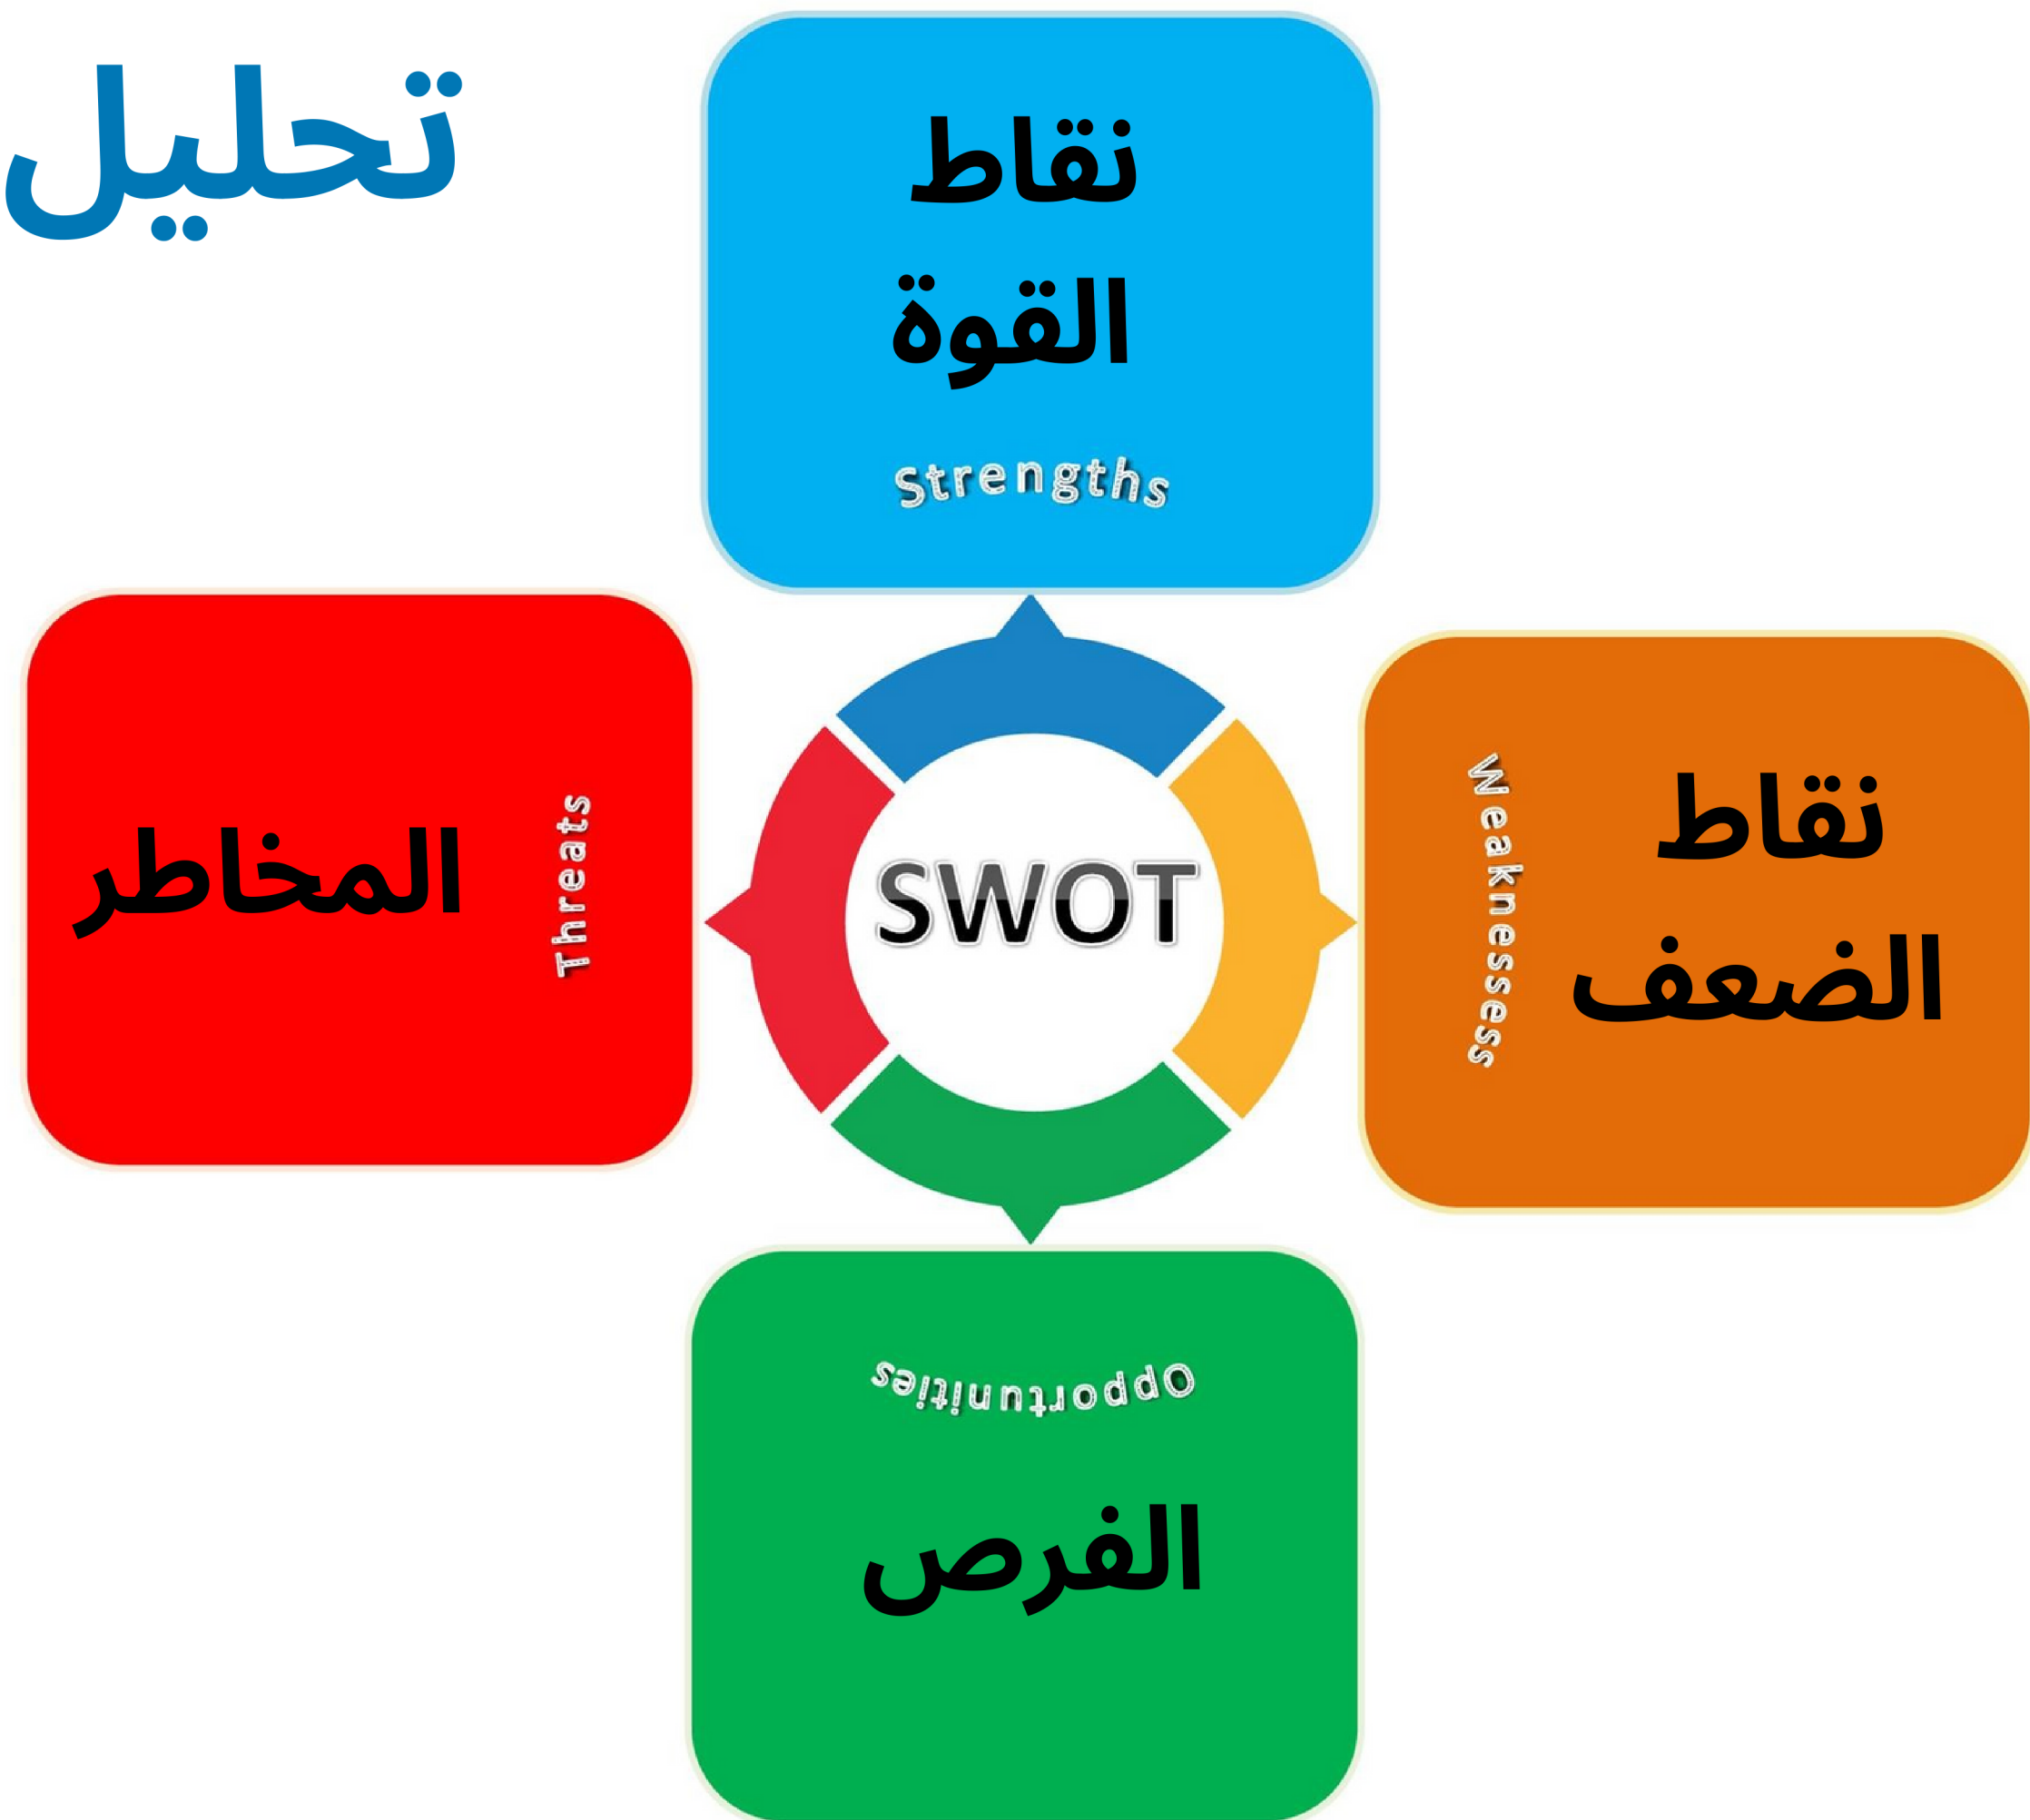 تحليل
نقاط
القوة
Strengths
المخاطر
Threats
SWOT
Weaknesses
نقاط
الضعف
Opportunities
الفرص